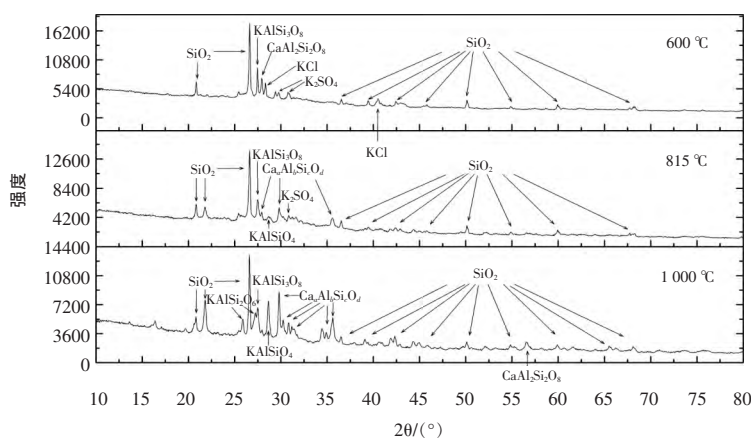 强度
16200
10800
5400
0
SiO₂
KAlSi₃O₈
CaAl₂Si₂O₈
KCl
K₂SO₄
SiO₂
600 ℃
KCl
12600
8400
4200
SiO₂
KAlSi₃O₈
CaₐAl_bSi_cO_d
K₂SO₄
KAlSiO₄
SiO₂
815 ℃
14400
10800
7200
3600
0
SiO₂
KAlSi₃O₈
KAlSi₂O₆
CaₐAl_bSi_cO_d
KAlSiO₄
SiO₂
1 000 ℃
CaAl₂Si₂O₈
10 15 20 25 30 35 40 45 50 55 60 65 70 75 80
2θ/(°)